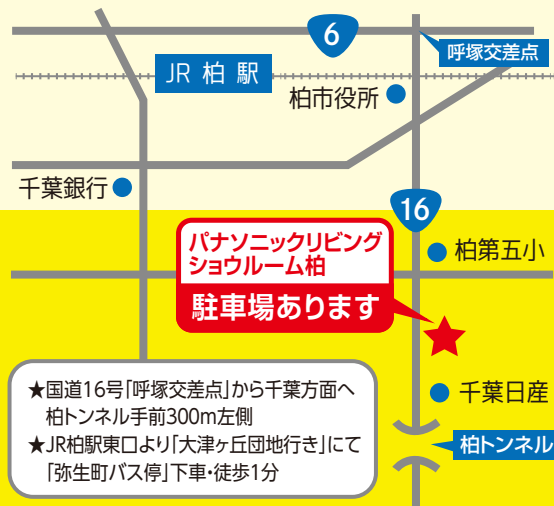 6
呼塚交差点
JR 柏 駅
柏市役所
千葉銀行
16
パナソニックリビング
ショウルーム柏
駐車場あります
柏第五小
千葉日産
柏トンネル
★国道16号「呼塚交差点」から千葉方面へ
柏トンネル手前300m左側
★JR柏駅東口より「大津ヶ丘団地行き」にて
「弥生町バス停」下車・徒歩1分